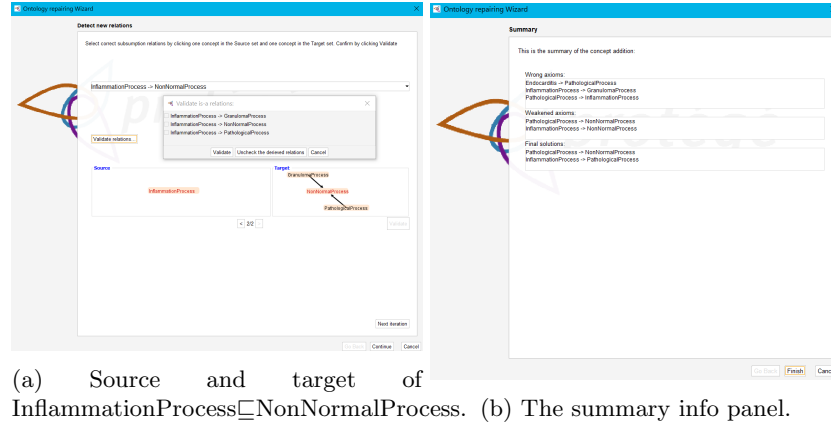 Ontology repairing Wizard
Detect new relations
Select correct subsumption relations by clicking one concept in the Source set and one concept in the Target set. Confirm by clicking Validate
InflammationProcess -> NonNormalProcess
Validate is-a relations:
InflammationProcess -> GranulomaProcess
InflammationProcess -> NonNormalProcess
InflammationProcess -> PathologicalProcess
Validate Uncheck the derieved relations Cancel
Validate relations...
Source
Target
InflammationProcess
GranulomaProcess
NonNormalProcess
PathologicalProcess
< 2/2
Validate
Next iteration
Go Back Continue Cancel
Ontology repairing Wizard
Summary
This is the summary of the concept addition:
Wrong axioms:
Endocarditis -> PathologicalProcess
InflammationProcess -> GranulomaProcess
PathologicalProcess -> InflammationProcess
Weakened axioms:
PathologicalProcess -> NonNormalProcess
InflammationProcess -> NonNormalProcess
Final solutions:
PathologicalProcess -> NonNormalProcess
InflammationProcess -> PathologicalProcess
Go Back Finish Canc
(a) Source and target of
InflammationProcess⊑NonNormalProcess.
(b) The summary info panel.